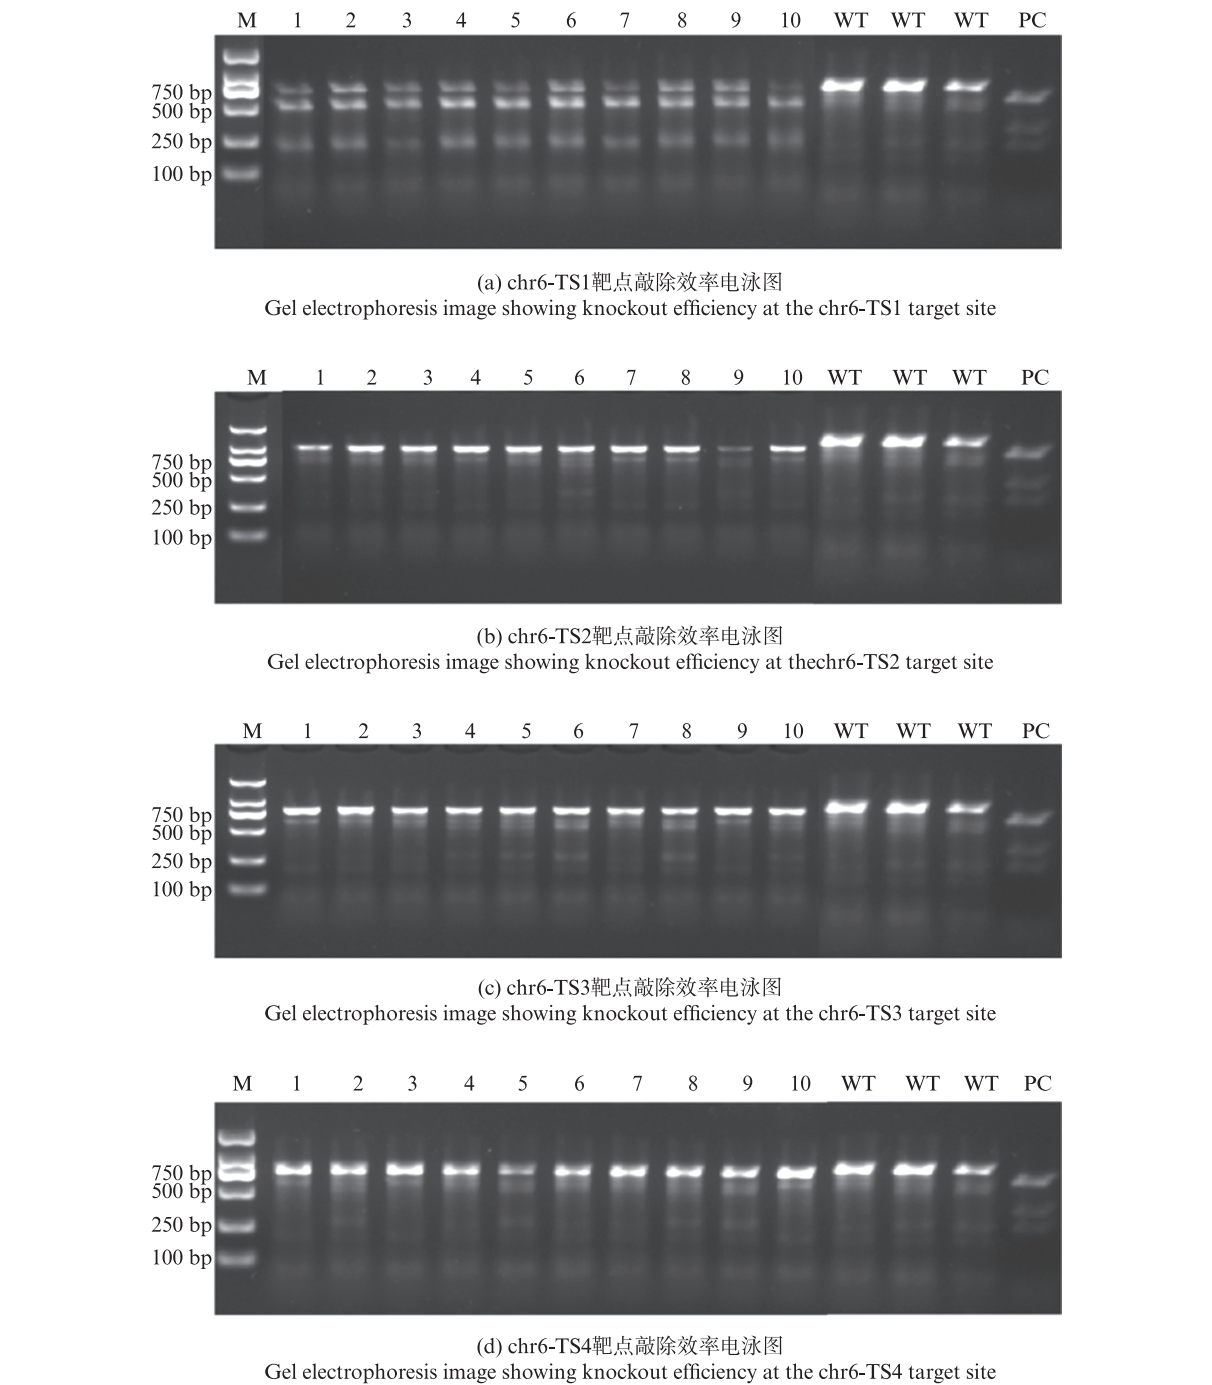 M 1 2 3 4 5 6 7 8 9 10 WT WT WT PC
750 bp
500 bp
250 bp
100 bp
(a) chr6-TS1靶点敲除效率电泳图
Gel electrophoresis image showing knockout efficiency at the chr6-TS1 target site
M 1 2 3 4 5 6 7 8 9 10 WT WT WT PC
750 bp
500 bp
250 bp
100 bp
(b) chr6-TS2靶点敲除效率电泳图
Gel electrophoresis image showing knockout efficiency at thechr6-TS2 target site
M 1 2 3 4 5 6 7 8 9 10 WT WT WT PC
750 bp
500 bp
250 bp
100 bp
(c) chr6-TS3靶点敲除效率电泳图
Gel electrophoresis image showing knockout efficiency at the chr6-TS3 target site
M 1 2 3 4 5 6 7 8 9 10 WT WT WT PC
750 bp
500 bp
250 bp
100 bp
(d) chr6-TS4靶点敲除效率电泳图
Gel electrophoresis image showing knockout efficiency at the chr6-TS4 target site